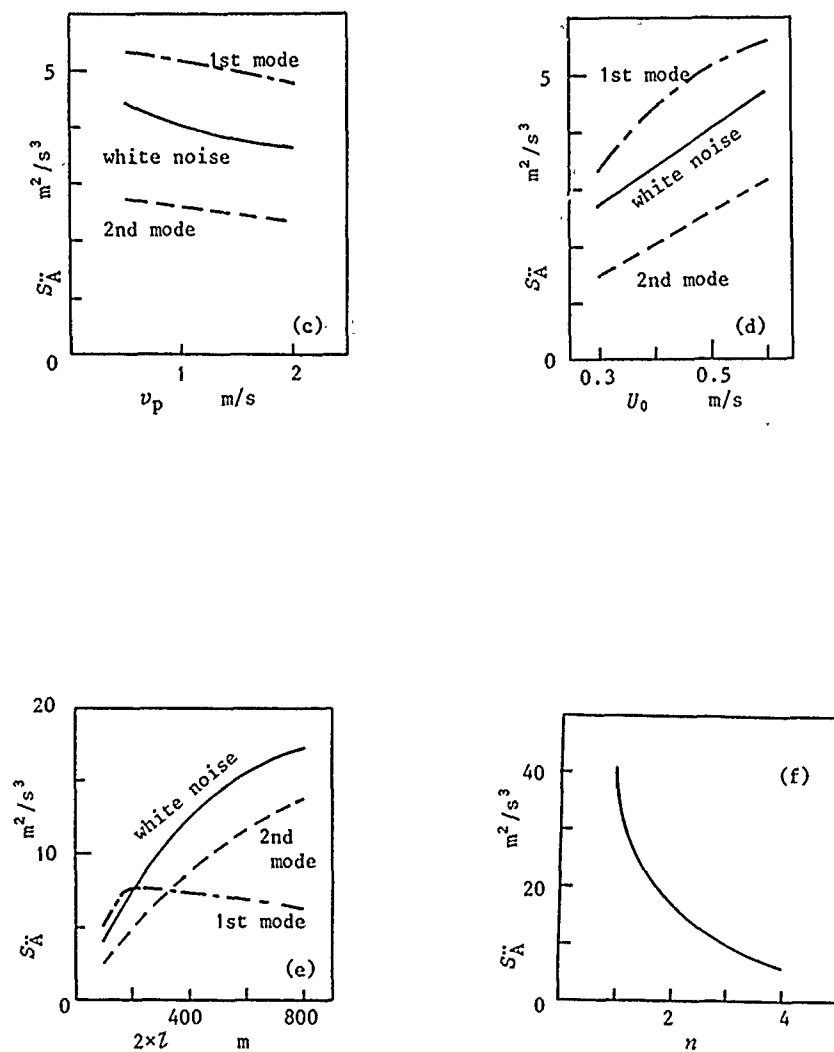 5
m²/s³
S_Ä
0
1st mode
white noise
2nd mode
(c)
1
2
v_p
m/s
5
m²/s³
S_Ä
0
1st mode
white noise
2nd mode
(d)
0.3
0.5
U₀
m/s
20
m²/s³
10
S_Ä
0
white noise
2nd
mode
1st mode
(e)
400
800
2×l
m
40
m²/s³
20
S_Ä
0
(f)
2
4
n